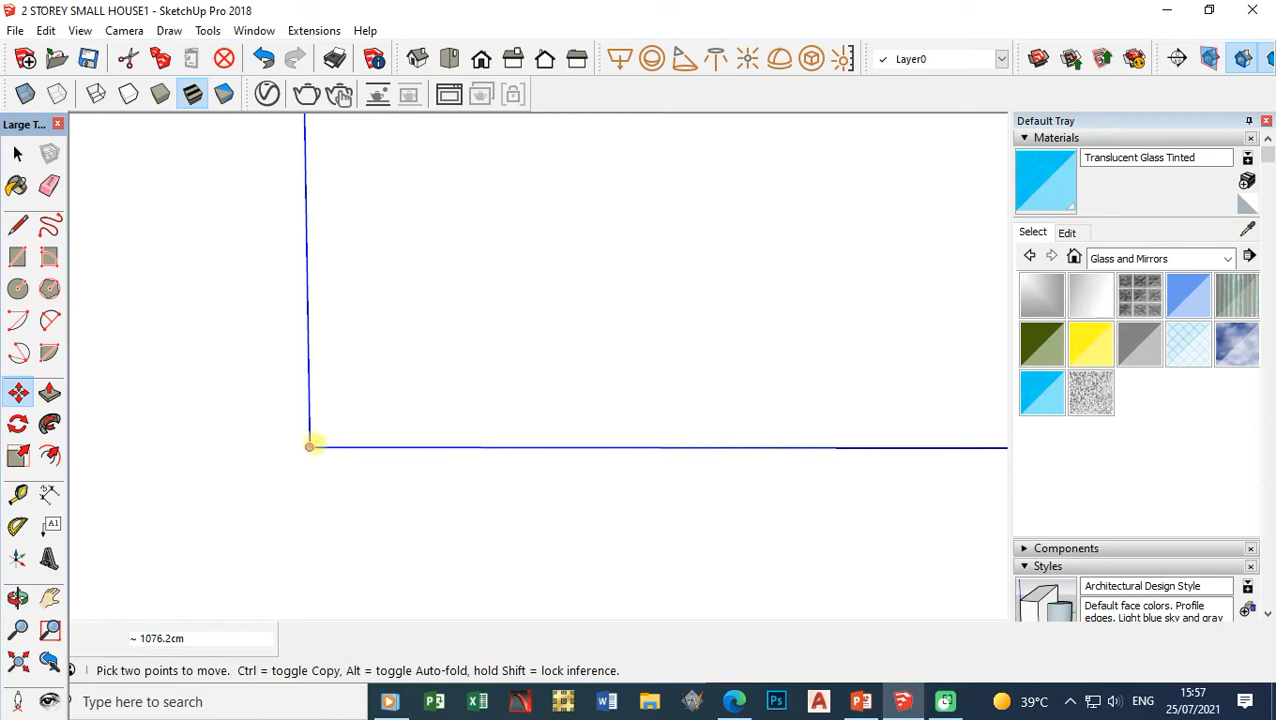 2 STOREY SMALL HOUSE1 - SketchUp Pro 2018
File Edit View Camera Draw Tools Window Extensions Help
Layer0
Large T...
Default Tray
Materials
Translucent Glass Tinted
Select Edit
Glass and Mirrors
A1
Components
Styles
Architectural Design Style
Default face colors. Profile
edges. Light blue sky and gray
~ 1076.2cm
Pick two points to move. Ctrl = toggle Copy, Alt = toggle Auto-fold, hold Shift = lock inference.
Type here to search
39°C
ENG
15:57
25/07/2021